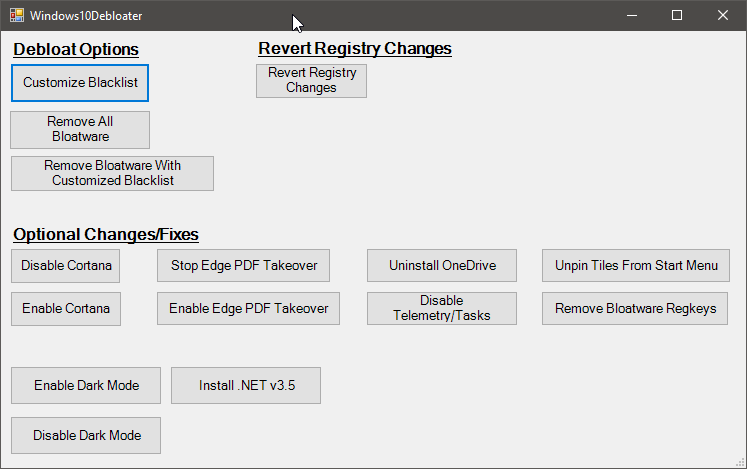 Windows10Debloater
Debloat Options
Revert Registry Changes
Customize Blacklist
Revert Registry
Changes
Remove All
Bloatware
Remove Bloatware With
Customized Blacklist
Optional Changes/Fixes
Disable Cortana
Stop Edge PDF Takeover
Uninstall OneDrive
Unpin Tiles From Start Menu
Enable Cortana
Enable Edge PDF Takeover
Disable
Telemetry/Tasks
Remove Bloatware Regkeys
Enable Dark Mode
Install .NET v3.5
Disable Dark Mode